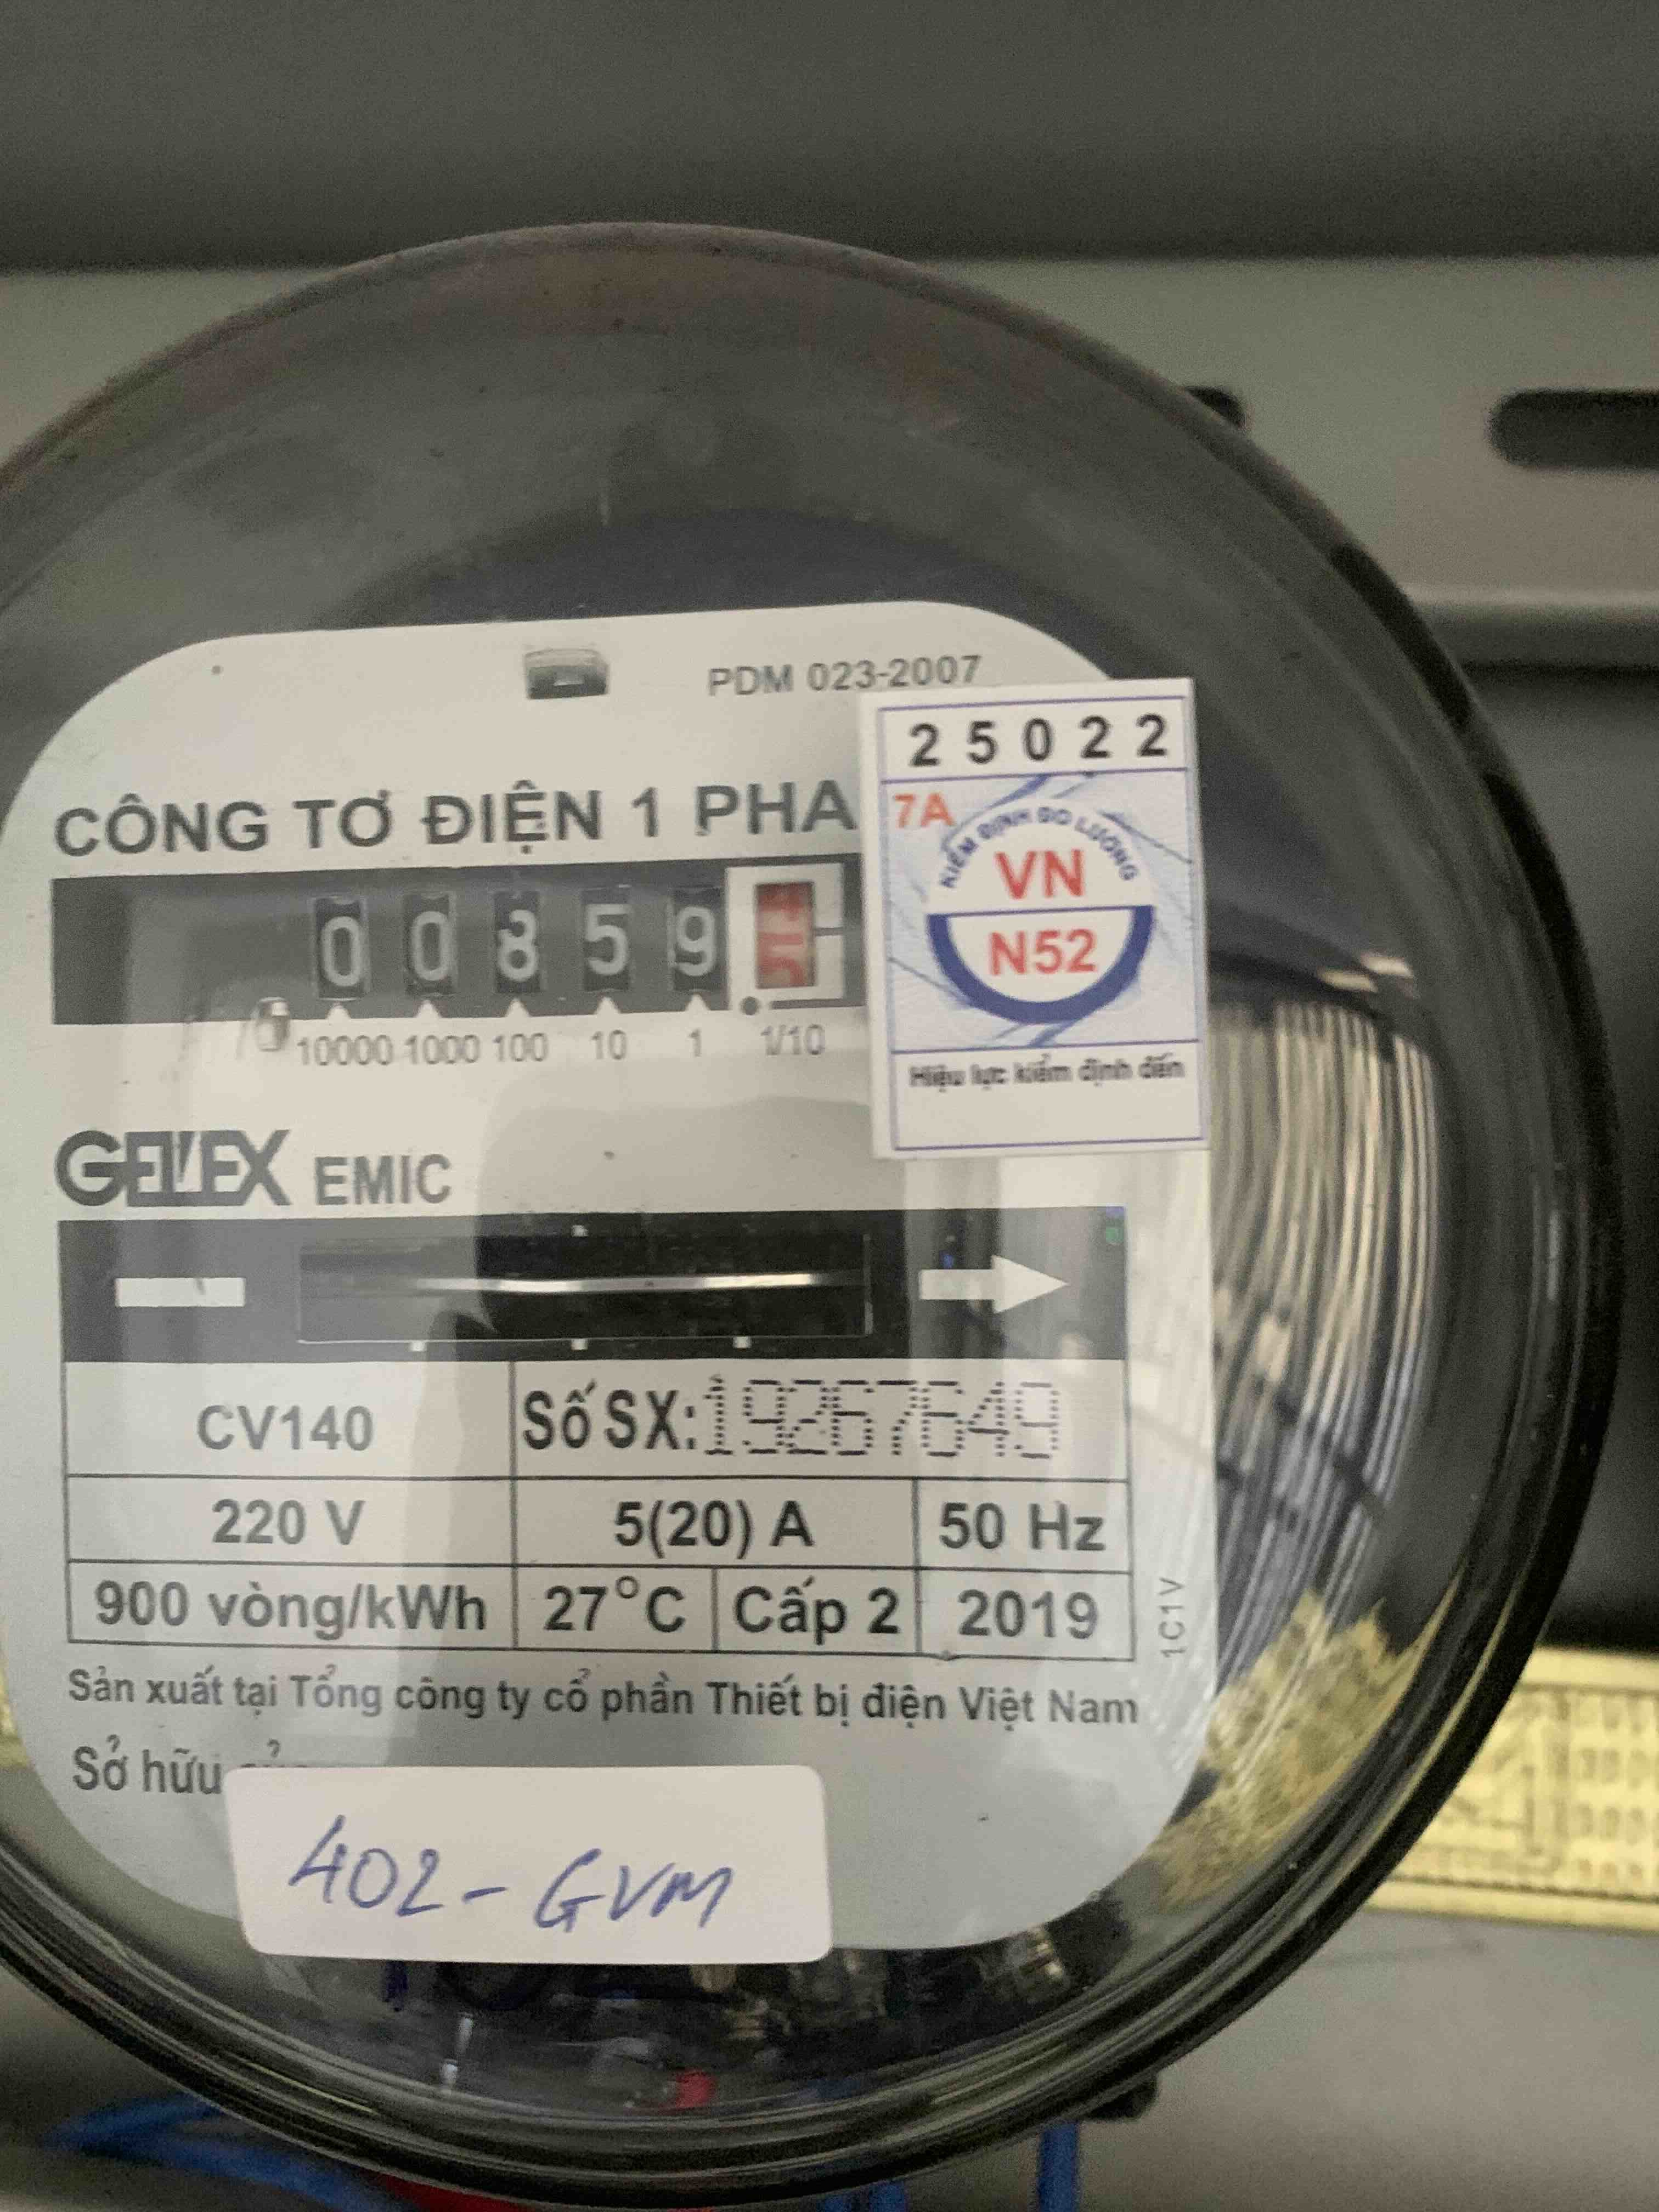 PDM 023-2007
25022
7A
KIỂM ĐỊNH ĐO LƯỜNG
VN
N52
Hiệu lực kiểm định đến
CÔNG TƠ ĐIỆN 1 PHA
0 0 8 5 9
10000 1000 100 10 1 1/10
GELEX EMIC
CV140 Số SX: 19267649
220 V 5(20) A 50 Hz
900 vòng/kWh 27°C Cấp 2 2019
1C1V
Sản xuất tại Tổng công ty cổ phần Thiết bị điện Việt Nam
Sở hữu
402 - GVM